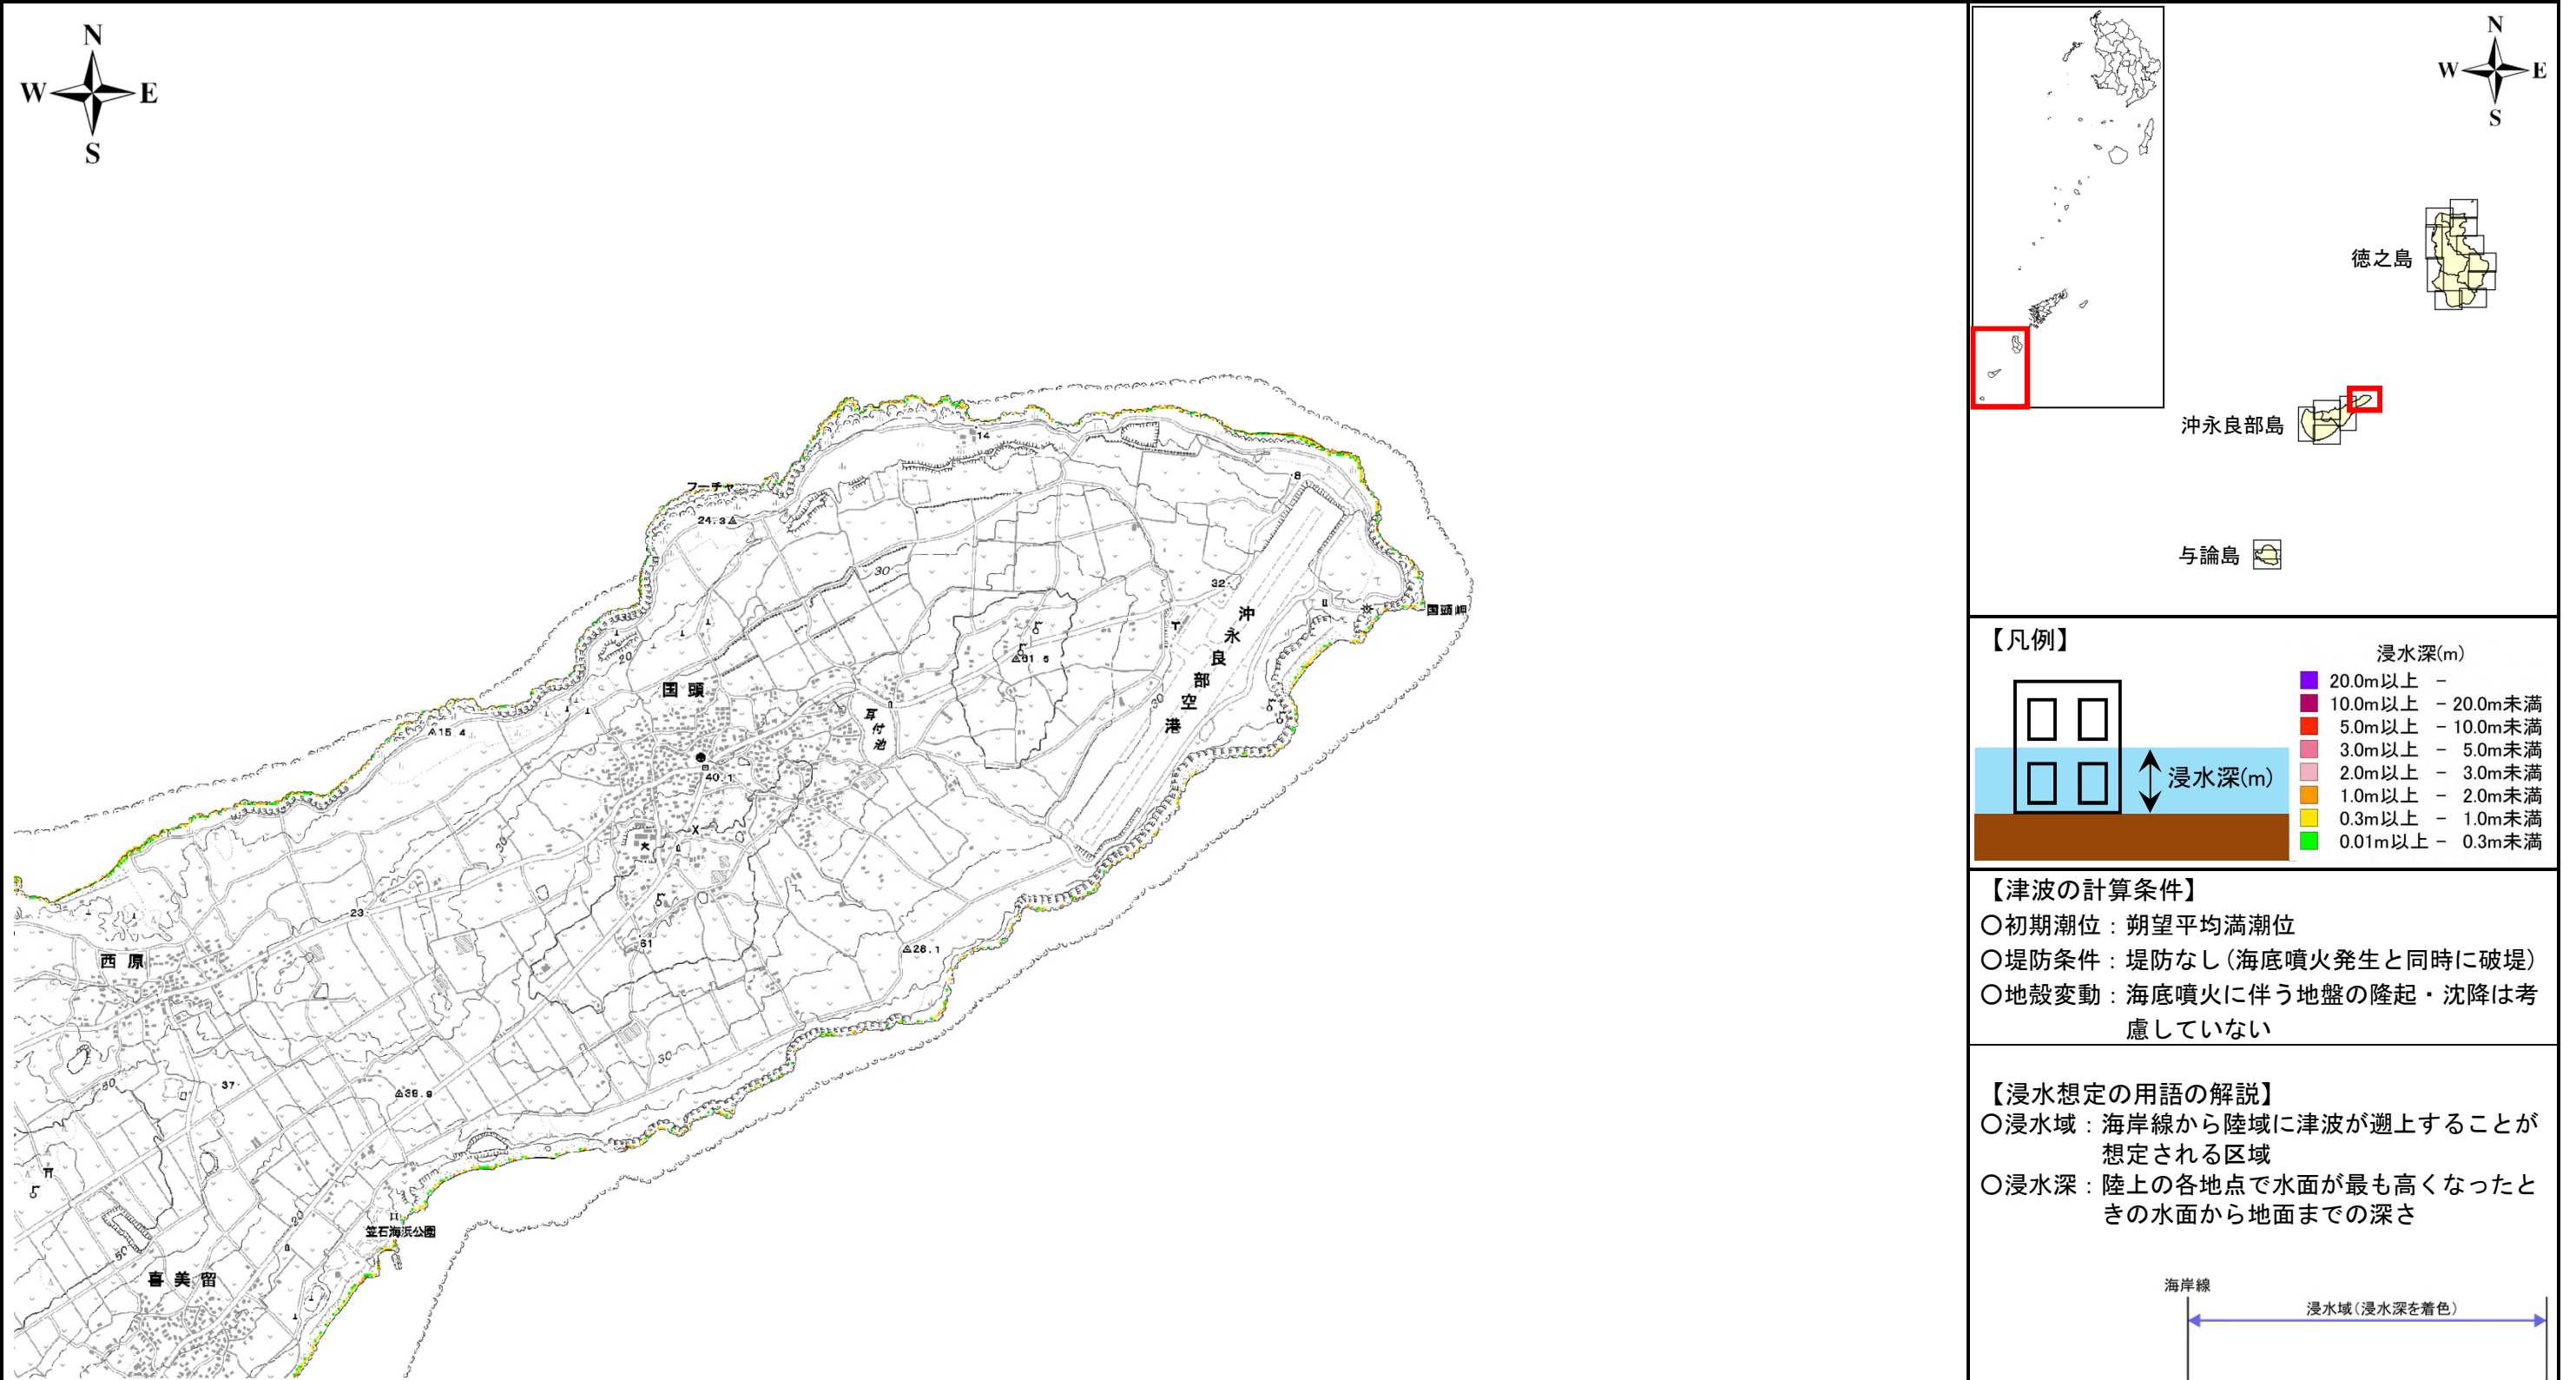 N
W E
S
フーチャ
24.3
14
8
30
32
国頭岬
沖永良部空港
20
国頭
61.6
30
耳付池
15.4
40.1
30
23
61
28.1
西原
30
37
39.9
50
20
笠石海浜公園
50
喜美留
N
W E
S
徳之島
沖永良部島
与論島
【凡例】
浸水深(m)
浸水深(m)
20.0m以上 -
10.0m以上 - 20.0m未満
5.0m以上 - 10.0m未満
3.0m以上 - 5.0m未満
2.0m以上 - 3.0m未満
1.0m以上 - 2.0m未満
0.3m以上 - 1.0m未満
0.01m以上 - 0.3m未満
【津波の計算条件】
○初期潮位：朔望平均満潮位
○堤防条件：堤防なし(海底噴火発生と同時に破堤)
○地殻変動：海底噴火に伴う地盤の隆起・沈降は考
慮していない
【浸水想定の用語の解説】
○浸水域：海岸線から陸域に津波が遡上することが
想定される区域
○浸水深：陸上の各地点で水面が最も高くなったと
きの水面から地面までの深さ
海岸線
浸水域(浸水深を着色)